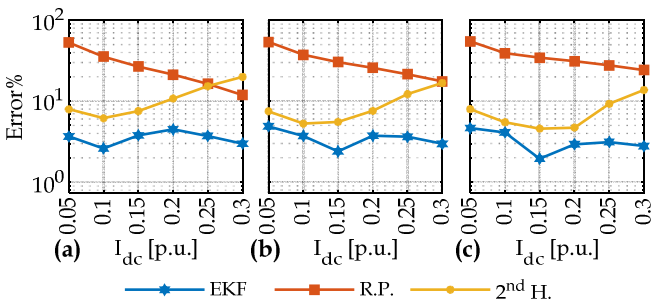 10²
10¹
10⁰
Error%
0.05 0.1 0.15 0.2 0.25 0.3
0.05 0.1 0.15 0.2 0.25 0.3
0.05 0.1 0.15 0.2 0.25 0.3
(a) I_dc [p.u.]
(b) I_dc [p.u.]
(c) I_dc [p.u.]
EKF R.P. 2nd H.